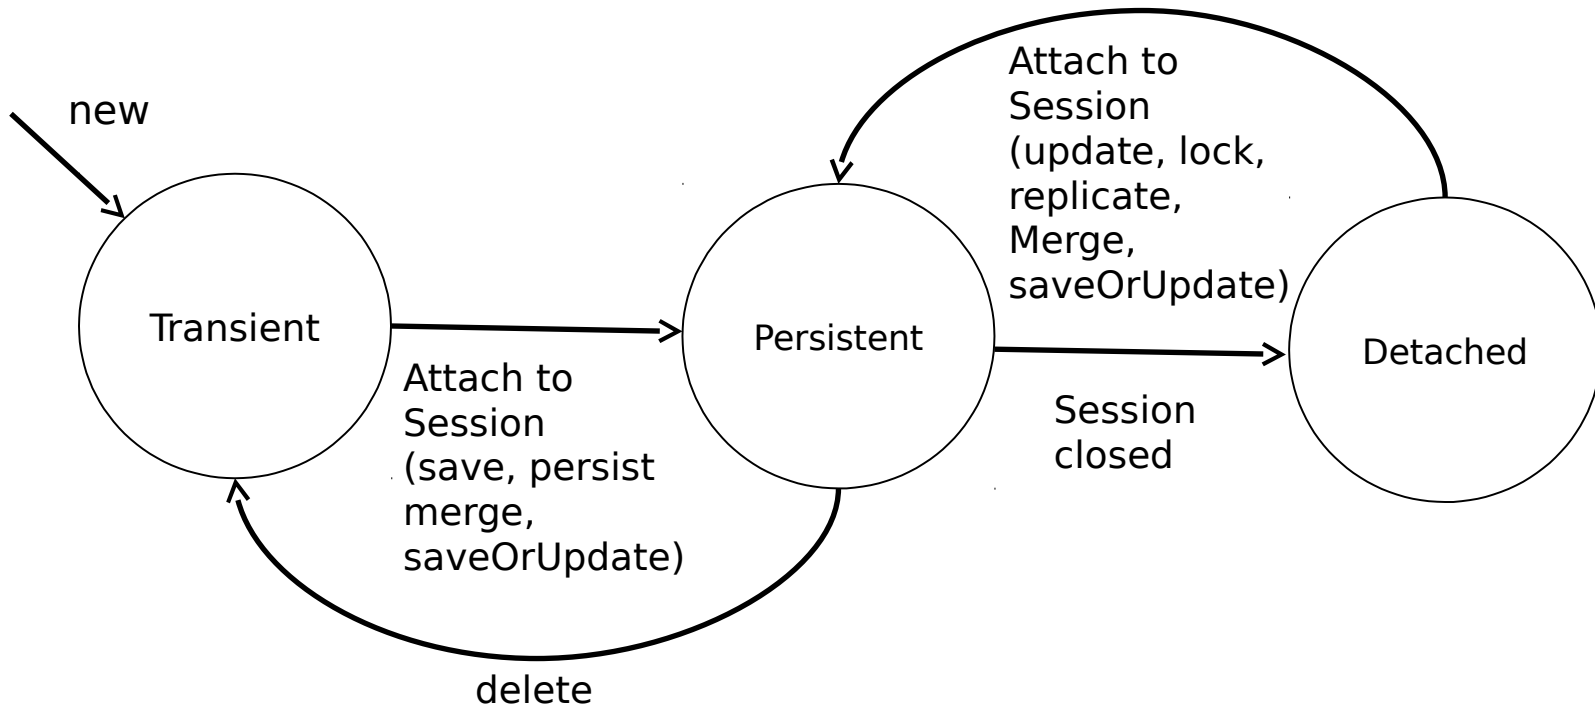 new
Transient
Attach to
Session
(save, persist
merge,
saveOrUpdate)
delete
Persistent
Attach to
Session
(update, lock,
replicate,
Merge,
saveOrUpdate)
Session
closed
Detached